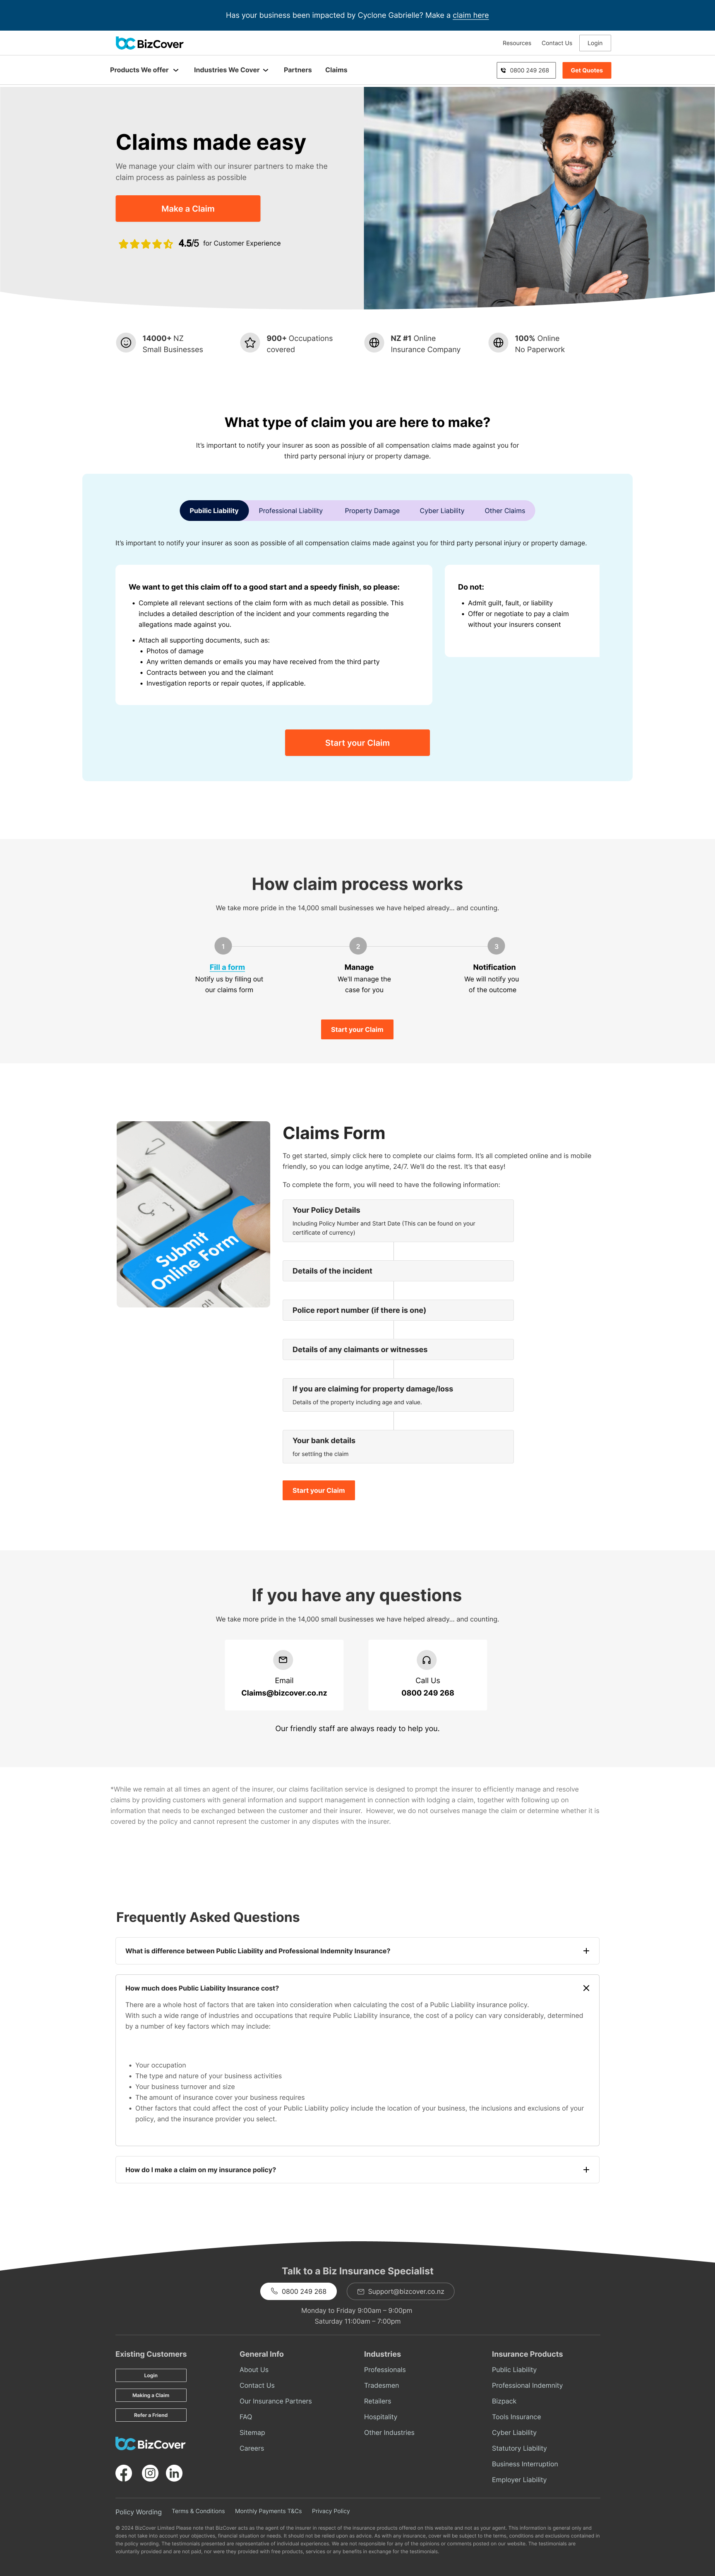 Has your business been impacted by Cyclone Gabrielle? Make a claim here
BizCover
Resources
Contact Us
Login
Products We offer
Industries We Cover
Partners
Claims
0800 249 268
Get Quotes
Claims made easy
We manage your claim with our insurer partners to make the
claim process as painless as possible
Make a Claim
4.5/5 for Customer Experience
14000+ NZ
Small Businesses
900+ Occupations
covered
NZ #1 Online
Insurance Company
100% Online
No Paperwork
What type of claim you are here to make?
It's important to notify your insurer as soon as possible of all compensation claims made against you for
third party personal injury or property damage.
Pubilic Liability
Professional Liability
Property Damage
Cyber Liability
Other Claims
It's important to notify your insurer as soon as possible of all compensation claims made against you for third party personal injury or property damage.
We want to get this claim off to a good start and a speedy finish, so please:
• Complete all relevant sections of the claim form with as much detail as possible. This
includes a detailed description of the incident and your comments regarding the
allegations made against you.
• Attach all supporting documents, such as:
• Photos of damage
• Any written demands or emails you may have received from the third party
• Contracts between you and the claimant
• Investigation reports or repair quotes, if applicable.
Do not:
• Admit guilt, fault, or liability
• Offer or negotiate to pay a claim
without your insurers consent
Start your Claim
How claim process works
We take more pride in the 14,000 small businesses we have helped already... and counting.
1
2
3
Fill a form
Notify us by filling out
our claims form
Manage
We'll manage the
case for you
Notification
We will notify you
of the outcome
Start your Claim
Submit
Online Form
Claims Form
To get started, simply click here to complete our claims form. It's all completed online and is mobile
friendly, so you can lodge anytime, 24/7. We'll do the rest. It's that easy!
To complete the form, you will need to have the following information:
Your Policy Details
Including Policy Number and Start Date (This can be found on your
certificate of currency)
Details of the incident
Police report number (if there is one)
Details of any claimants or witnesses
If you are claiming for property damage/loss
Details of the property including age and value.
Your bank details
for settling the claim
Start your Claim
If you have any questions
We take more pride in the 14,000 small businesses we have helped already... and counting.
Email
Claims@bizcover.co.nz
Call Us
0800 249 268
Our friendly staff are always ready to help you.
*While we remain at all times an agent of the Insurer, our claims facilitation service is designed to prompt the insurer to efficiently manage and resolve
claims by providing customers with general information and support management in connection with lodging a claim, together with following up on
information that needs to be exchanged between the customer and their insurer. However, we do not ourselves manage the claim or determine whether it is
covered by the policy and cannot represent the customer in any disputes with the insurer.
Frequently Asked Questions
What is difference between Public Liability and Professional Indemnity Insurance?
How much does Public Liability Insurance cost?
There are a whole host of factors that are taken into consideration when calculating the cost of a Public Liability insurance policy.
With such a wide range of industries and occupations that require Public Liability insurance, the cost of a policy can vary considerably, determined
by a number of key factors which may include:
• Your occupation
• The type and nature of your business activities
• Your business turnover and size
• The amount of insurance cover your business requires
• Other factors that could affect the cost of your Public Liability policy include the location of your business, the inclusions and exclusions of your
policy, and the insurance provider you select.
How do I make a claim on my insurance policy?
Talk to a Biz Insurance Specialist
0800 249 268
Support@bizcover.co.nz
Monday to Friday 9:00am – 9:00pm
Saturday 11:00am – 7:00pm
Existing Customers
Login
Making a Claim
Refer a Friend
BizCover
General Info
About Us
Contact Us
Our Insurance Partners
FAQ
Sitemap
Careers
Industries
Professionals
Tradesmen
Retailers
Hospitality
Other Industries
Insurance Products
Public Liability
Professional Indemnity
Bizpack
Tools Insurance
Cyber Liability
Statutory Liability
Business Interruption
Employer Liability
Policy Wording
Terms & Conditions
Monthly Payments T&Cs
Privacy Policy
© 2024 BizCover Limited Please note that BizCover acts as the agent of the insurer in respect of the insurance products offered on this website and not as your agent. This information is general only and
does not take into account your objectives, financial situation or needs. It should not be relied upon as advice. As with any insurance, cover will be subject to the terms, conditions and exclusions contained in
the policy wording. The testimonials presented are representative of individual experiences. We are not responsible for any of the opinions or comments posted on our website. The testimonials are
voluntarily provided and are not paid, nor were they provided with free products, services or any benefits in exchange for the testimonials.